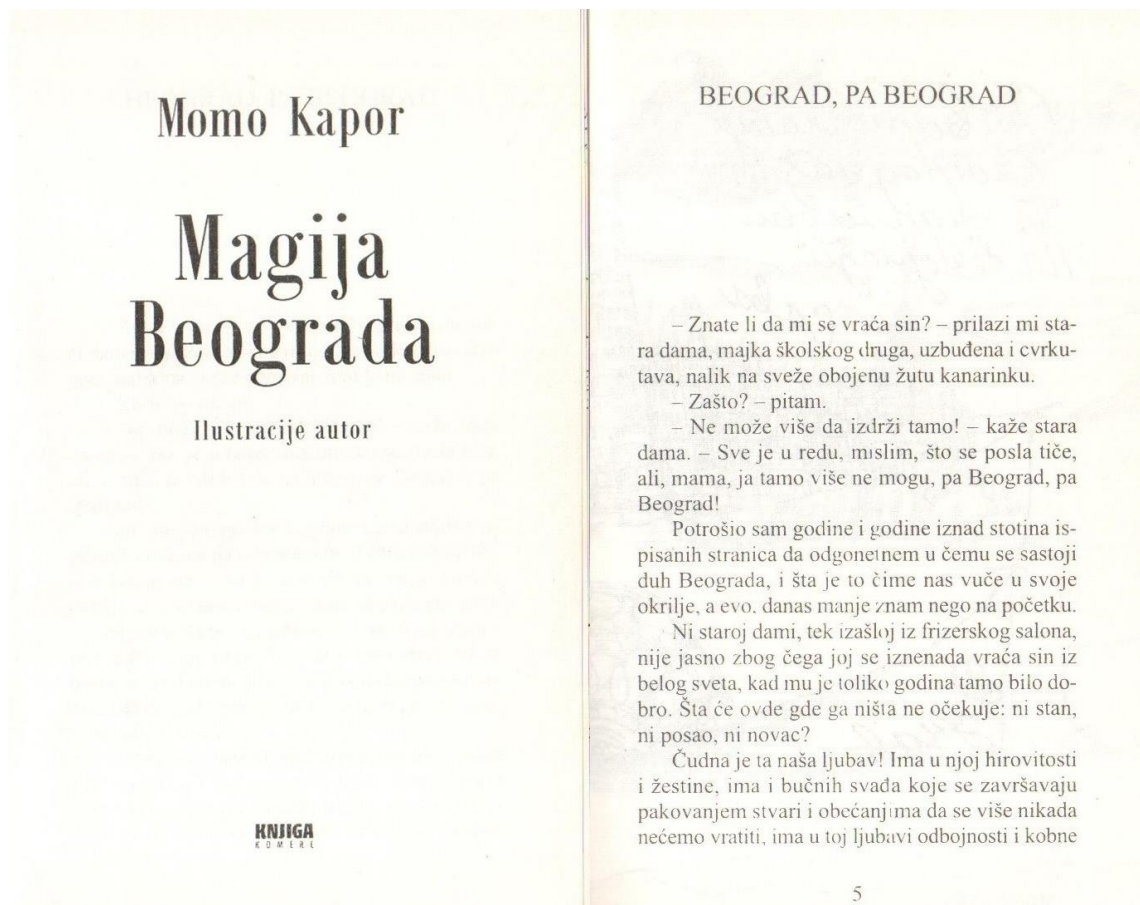 Momo Kapor
Magija
Beograda
Ilustracije autor
KNJIGA
KOMERC
BEOGRAD, PA BEOGRAD
– Znate li da mi se vraća sin? – prilazi mi sta-
ra dama, majka školskog druga, uzbuđena i cvrku-
tava, nalik na sveže obojenu žutu kanarinku.
– Zašto? – pitam.
– Ne može više da izdrži tamo! – kaže stara
dama. – Sve je u redu, mislim, što se posla tiče,
ali, mama, ja tamo više ne mogu, pa Beograd, pa
Beograd!
Potrošio sam godine i godine iznad stotina is-
pisanih stranica da odgonetnem u čemu se sastoji
duh Beograda, i šta je to čime nas vuče u svoje
okrilje, a evo, danas manje znam nego na početku.
Ni staroj dami, tek izašloj iz frizerskog salona,
nije jasno zbog čega joj se iznenada vraća sin iz
belog sveta, kad mu je toliko godina tamo bilo do-
bro. Šta će ovde gde ga ništa ne očekuje: ni stan,
ni posao, ni novac?
Čudna je ta naša ljubav! Ima u njoj hirovitosti
i žestine, ima i bučnih svađa koje se završavaju
pakovanjem stvari i obećanjima da se više nikada
nećemo vratiti, ima u toj ljubavi odbojnosti i kobne
5